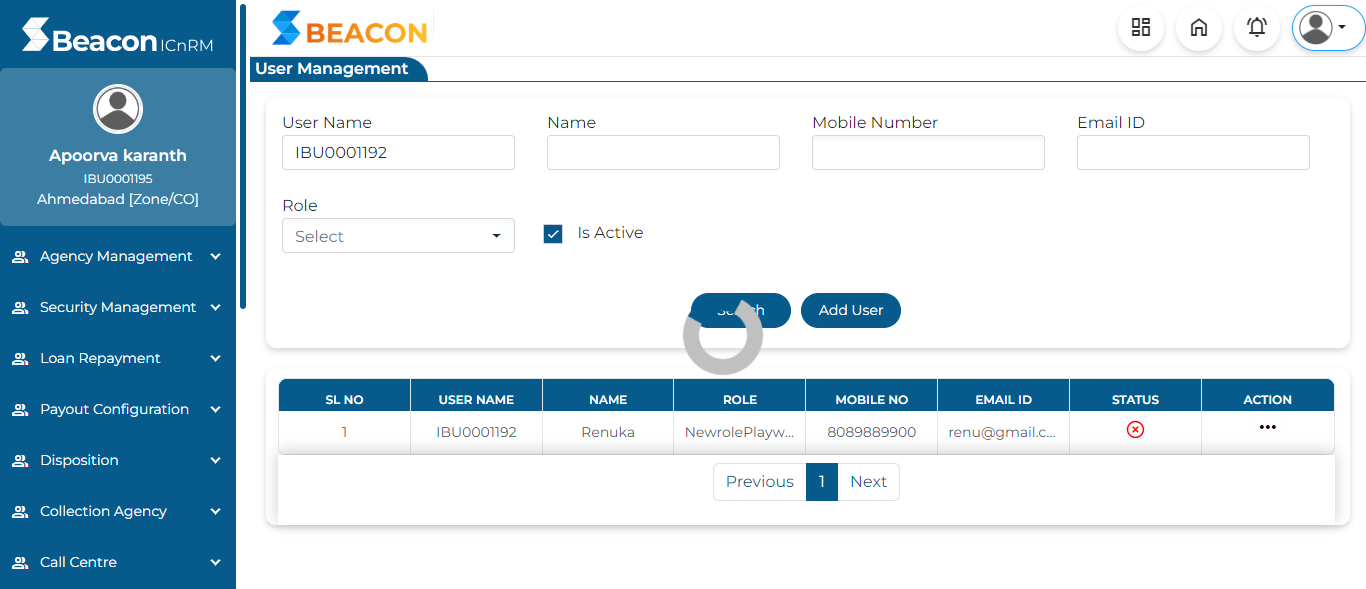 Beacon ICnRM
BEACON
User Management
Apoorva karanth
IBU0001195
Ahmedabad [Zone/CO]
Agency Management
Security Management
Loan Repayment
Payout Configuration
Disposition
Collection Agency
Call Centre
User Name Name Mobile Number Email ID
IBU0001192
Role
Select Is Active
Add User
SL NO USER NAME NAME ROLE MOBILE NO EMAIL ID STATUS ACTION
1 IBU0001192 Renuka NewrolePlayw... 8089889900 renu@gmail.c... •••
Previous 1 Next